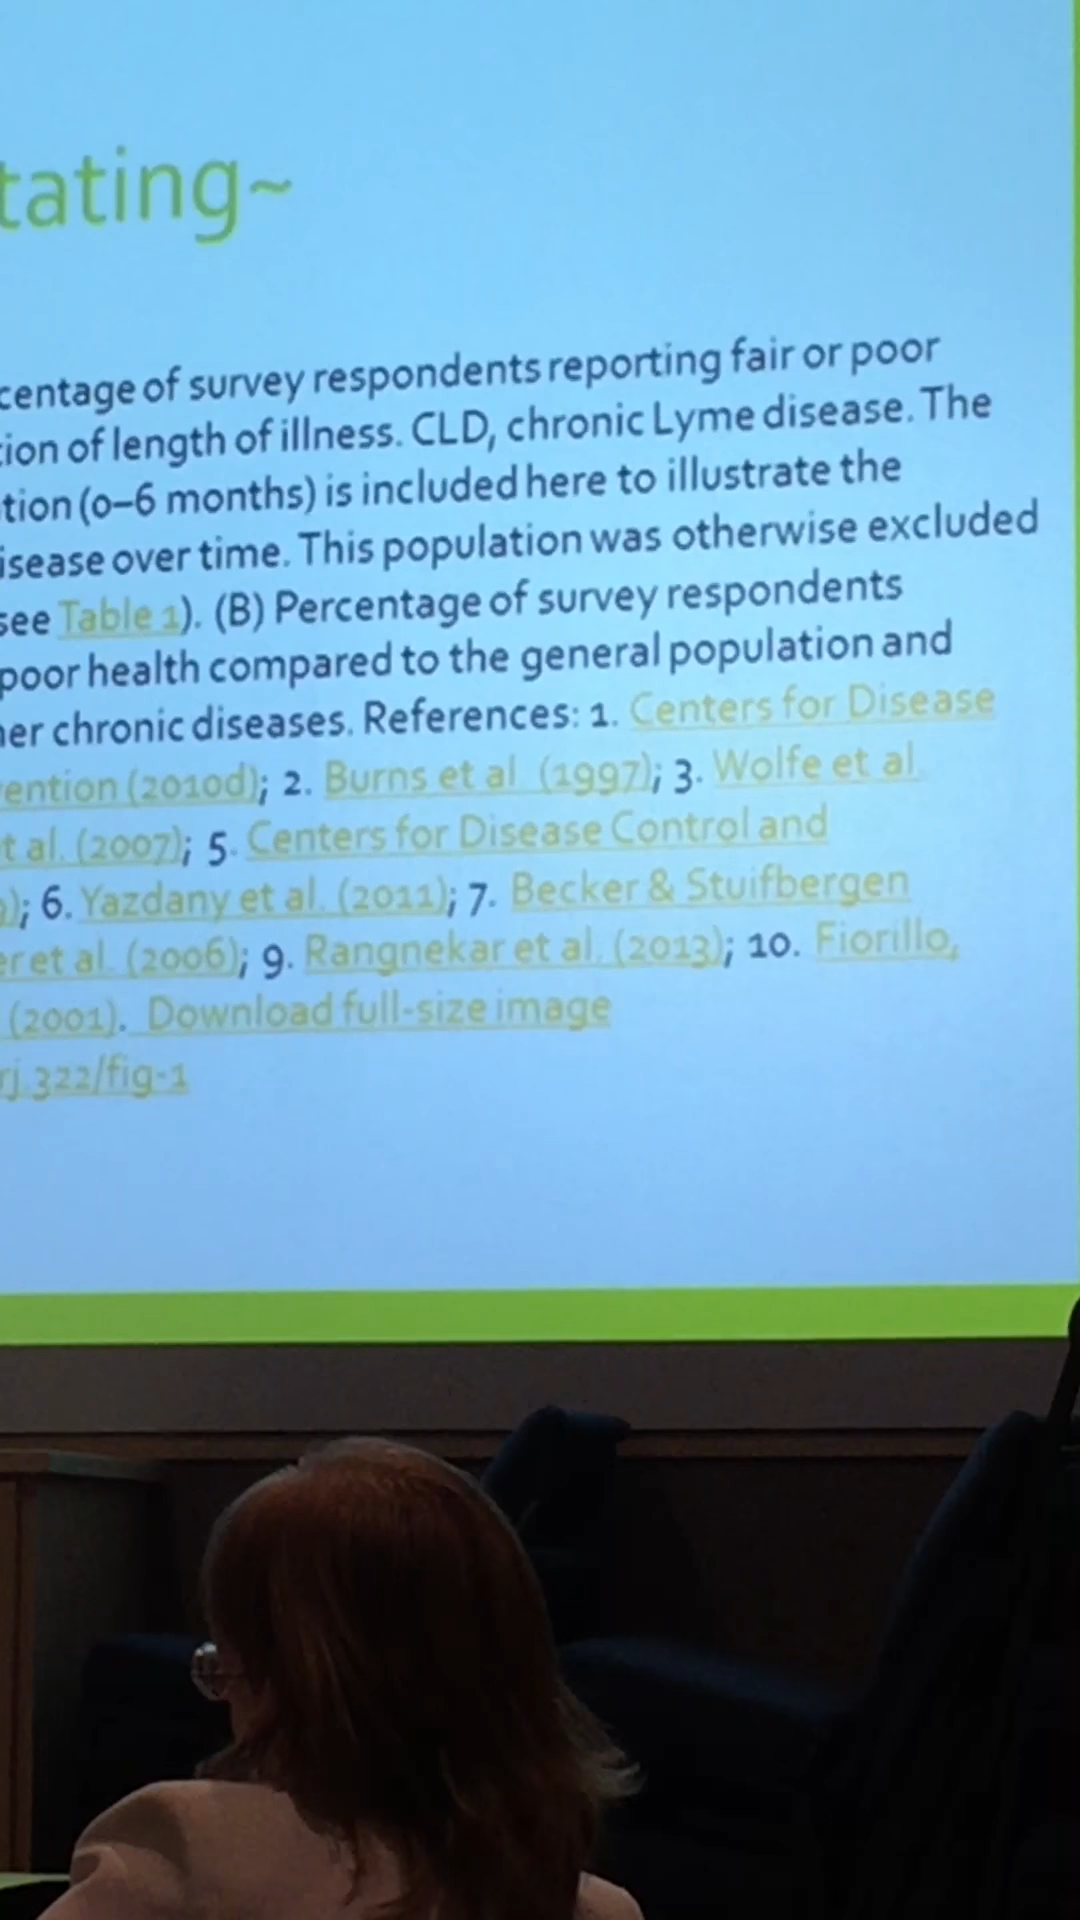 tating~
centage of survey respondents reporting fair or poor
ion of length of illness. CLD, chronic Lyme disease. The
tion (0–6 months) is included here to illustrate the
isease over time. This population was otherwise excluded
see Table 1). (B) Percentage of survey respondents
poor health compared to the general population and
er chronic diseases. References: 1. Centers for Disease
ention (2010d); 2. Burns et al. (1997); 3. Wolfe et al.
t al. (2007); 5. Centers for Disease Control and
); 6. Yazdany et al. (2011); 7. Becker & Stuifbergen
er et al. (2006); 9. Rangnekar et al. (2013); 10. Fiorillo,
(2001). Download full-size image
rj.322/fig-1